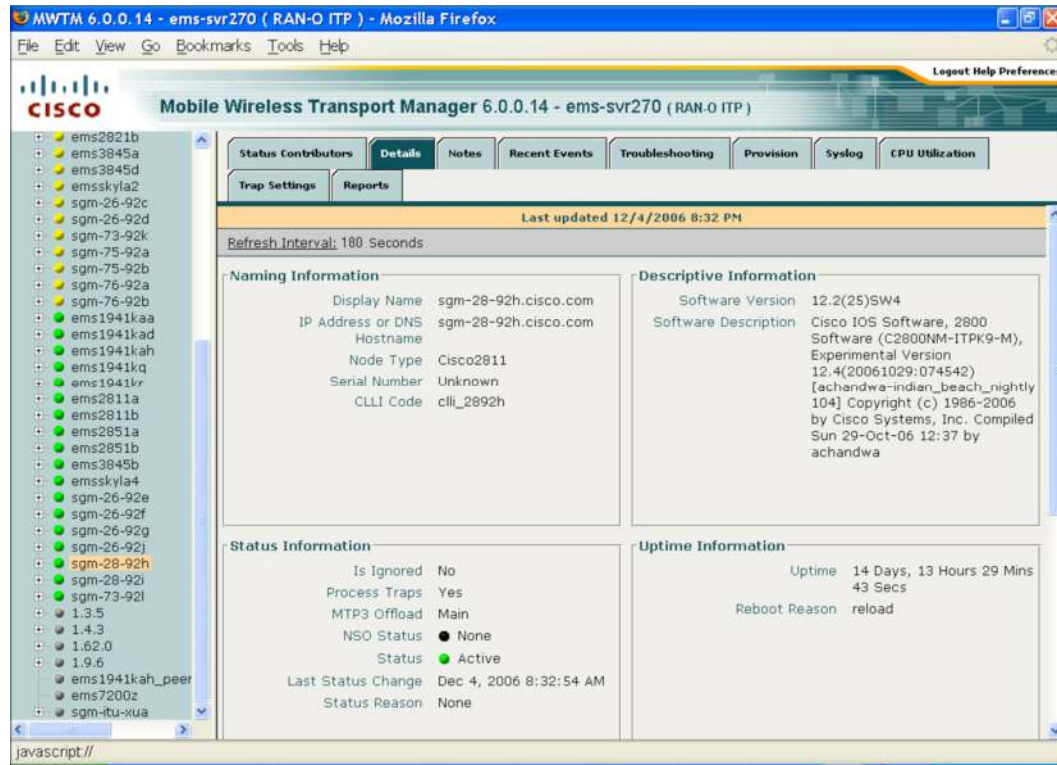 MWTM 6.0.0.14 - ems-svr270 ( RAN-O ITP ) - Mozilla Firefox
File Edit View Go Bookmarks Tools Help
Logout Help Preferences
CISCO
Mobile Wireless Transport Manager 6.0.0.14 - ems-svr270 ( RAN-O ITP )
ems2821b
ems3845a
ems3845d
emsskyla2
sgm-26-92c
sgm-26-92d
sgm-73-92k
sgm-75-92a
sgm-75-92b
sgm-76-92a
sgm-76-92b
ems1941kaa
ems1941kad
ems1941kah
ems1941kq
ems1941kr
ems2811a
ems2811b
ems2851a
ems2851b
ems3845b
emsskyla4
sgm-26-92e
sgm-26-92f
sgm-26-92g
sgm-26-92j
sgm-28-92h
sgm-28-92i
sgm-73-92l
1.3.5
1.4.3
1.62.0
1.9.6
ems1941kah_peer
ems7200z
sgm-itu-xua
Status Contributors Details Notes Recent Events Troubleshooting Provision Syslog CPU Utilization
Trap Settings Reports
Last updated 12/4/2006 8:32 PM
Refresh Interval: 180 Seconds
Naming Information
Display Name sgm-28-92h.cisco.com
IP Address or DNS sgm-28-92h.cisco.com
Hostname
Node Type Cisco2811
Serial Number Unknown
CLLI Code clli_2892h
Descriptive Information
Software Version 12.2(25)SW4
Software Description Cisco IOS Software, 2800
Software (C2800NM-ITPK9-M),
Experimental Version
12.4(20061029:074542)
[achandwa-indian_beach_nightly
104] Copyright (c) 1986-2006
by Cisco Systems, Inc. Compiled
Sun 29-Oct-06 12:37 by
achandwa
Status Information
Is Ignored No
Process Traps Yes
MTP3 Offload Main
NSO Status None
Status Active
Last Status Change Dec 4, 2006 8:32:54 AM
Status Reason None
Uptime Information
Uptime 14 Days, 13 Hours 29 Mins
43 Secs
Reboot Reason reload
javascript://